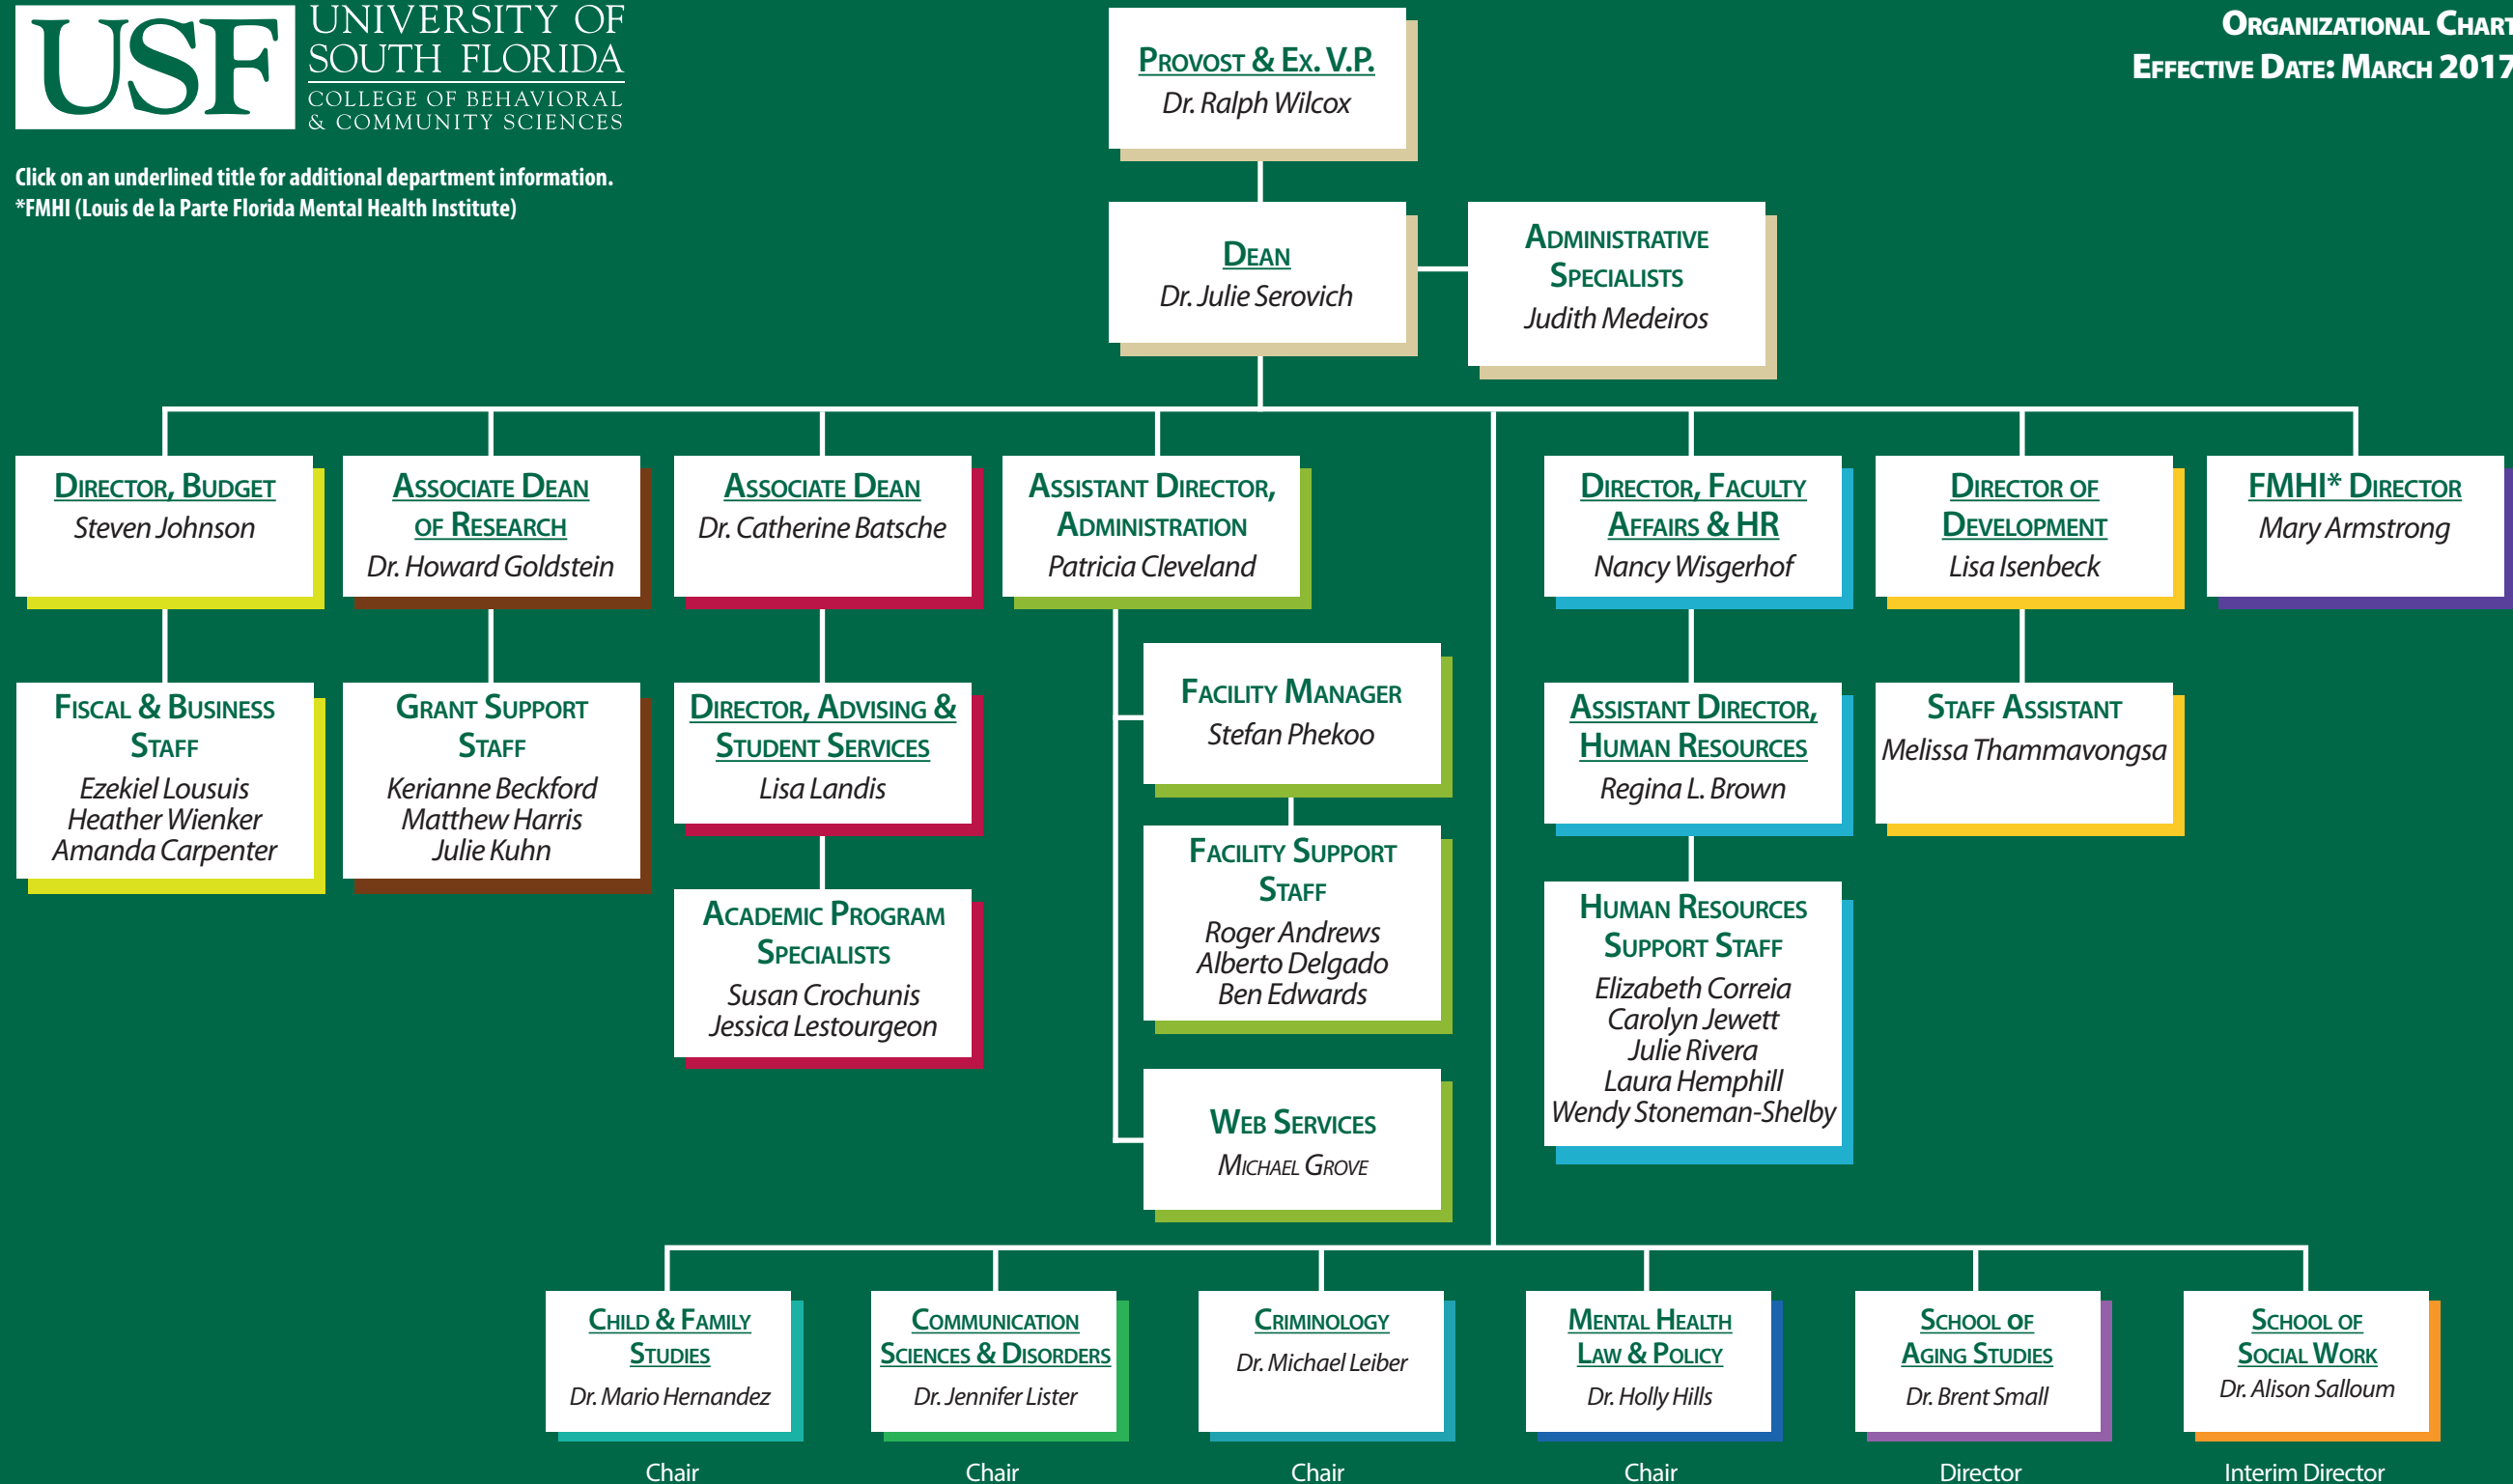 USF
UNIVERSITY OF
SOUTH FLORIDA
COLLEGE OF BEHAVIORAL
& COMMUNITY SCIENCES
Click on an underlined title for additional department information.
*FMHI (Louis de la Parte Florida Mental Health Institute)
Organizational Chart
Effective Date: March 2017
Provost & Ex. V.P.
Dr. Ralph Wilcox
Dean
Dr. Julie Serovich
Administrative
Specialists
Judith Medeiros
Director, Budget
Steven Johnson
Associate Dean
of Research
Dr. Howard Goldstein
Associate Dean
Dr. Catherine Batsche
Assistant Director,
Administration
Patricia Cleveland
Director, Faculty
Affairs & HR
Nancy Wisgerhof
Director of
Development
Lisa Isenbeck
FMHI* Director
Mary Armstrong
Fiscal & Business
Staff
Ezekiel Lousuis
Heather Wienker
Amanda Carpenter
Grant Support
Staff
Kerianne Beckford
Matthew Harris
Julie Kuhn
Director, Advising &
Student Services
Lisa Landis
Academic Program
Specialists
Susan Crochunis
Jessica Lestourgeon
Facility Manager
Stefan Phekoo
Facility Support
Staff
Roger Andrews
Alberto Delgado
Ben Edwards
Web Services
Michael Grove
Assistant Director,
Human Resources
Regina L. Brown
Human Resources
Support Staff
Elizabeth Correia
Carolyn Jewett
Julie Rivera
Laura Hemphill
Wendy Stoneman-Shelby
Staff Assistant
Melissa Thammavongsa
Child & Family
Studies
Dr. Mario Hernandez
Chair
Communication
Sciences & Disorders
Dr. Jennifer Lister
Chair
Criminology
Dr. Michael Leiber
Chair
Mental Health
Law & Policy
Dr. Holly Hills
Chair
School of
Aging Studies
Dr. Brent Small
Director
School of
Social Work
Dr. Alison Salloum
Interim Director